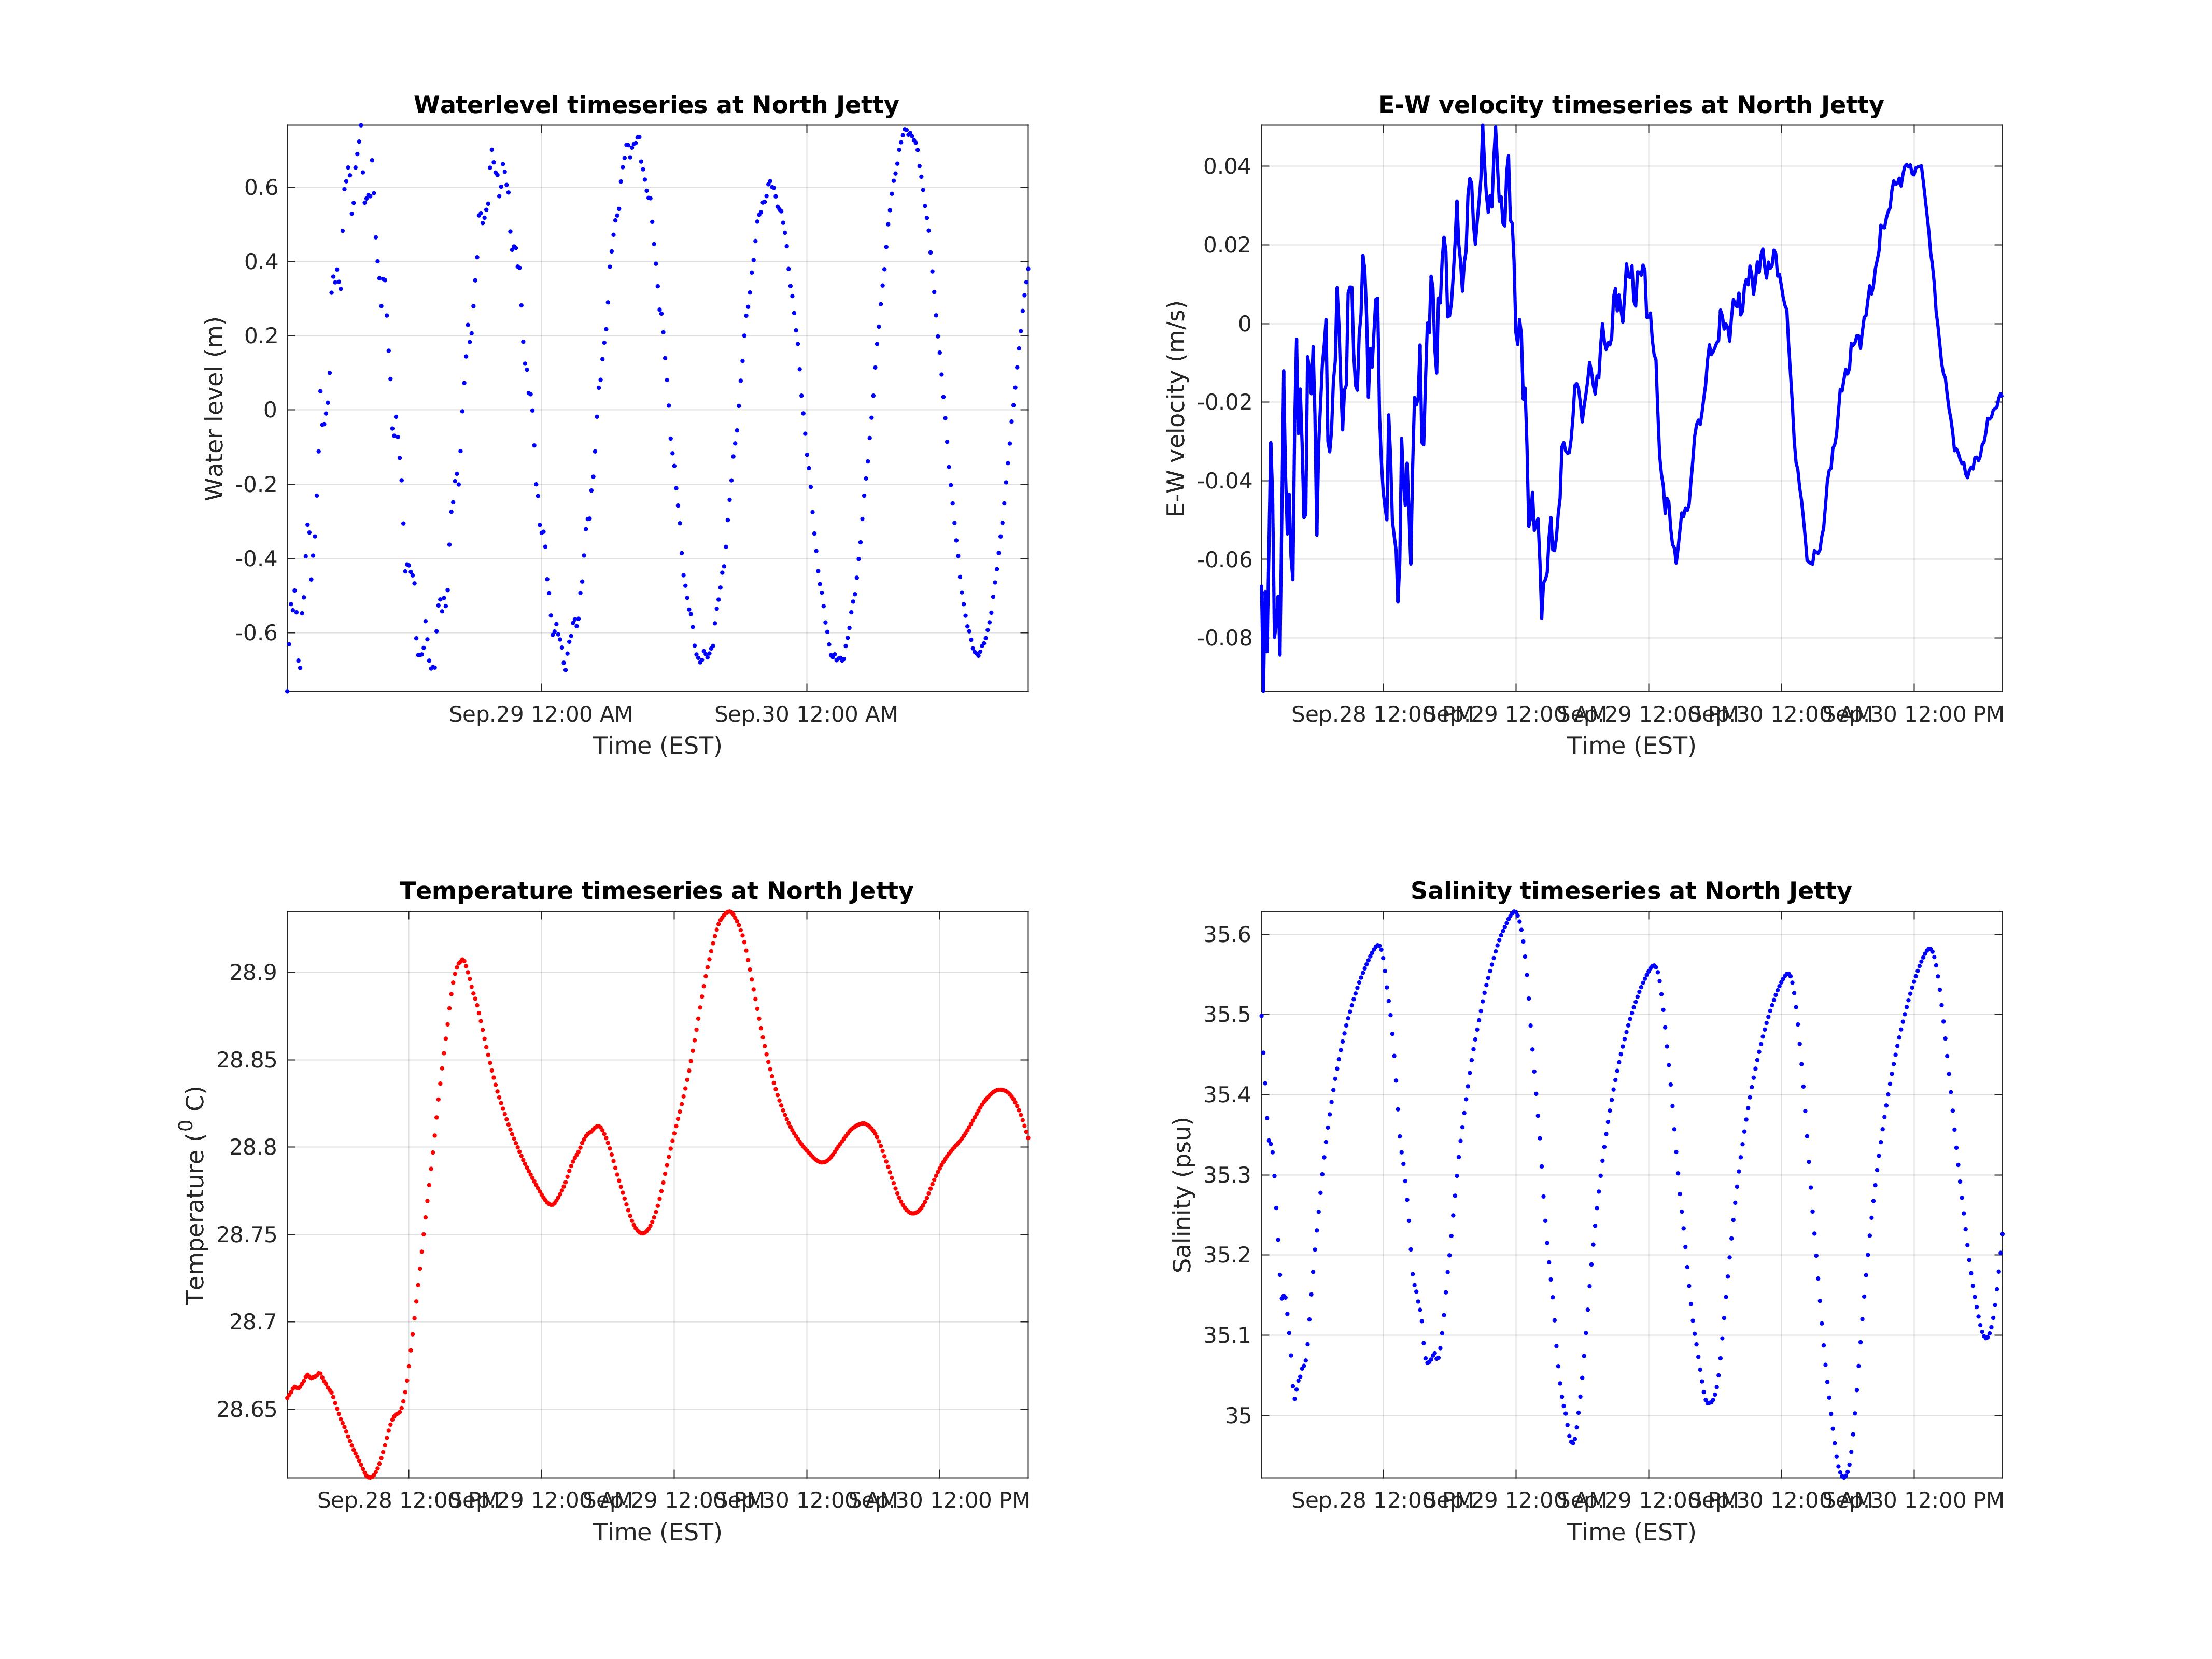 Waterlevel timeseries at North Jetty
0.6
0.4
0.2
0
-0.2
-0.4
-0.6
Water level (m)
Sep.29 12:00 AM
Sep.30 12:00 AM
Time (EST)
E-W velocity timeseries at North Jetty
0.04
0.02
0
-0.02
-0.04
-0.06
-0.08
E-W velocity (m/s)
Sep.28 12:00 PM
Sep.29 12:00 AM
Sep.29 12:00 PM
Sep.30 12:00 AM
Sep.30 12:00 PM
Time (EST)
Temperature timeseries at North Jetty
28.9
28.85
28.8
28.75
28.7
28.65
Temperature (⁰ C)
Sep.28 12:00 PM
Sep.29 12:00 AM
Sep.29 12:00 PM
Sep.30 12:00 AM
Sep.30 12:00 PM
Time (EST)
Salinity timeseries at North Jetty
35.6
35.5
35.4
35.3
35.2
35.1
35
Salinity (psu)
Sep.28 12:00 PM
Sep.29 12:00 AM
Sep.29 12:00 PM
Sep.30 12:00 AM
Sep.30 12:00 PM
Time (EST)